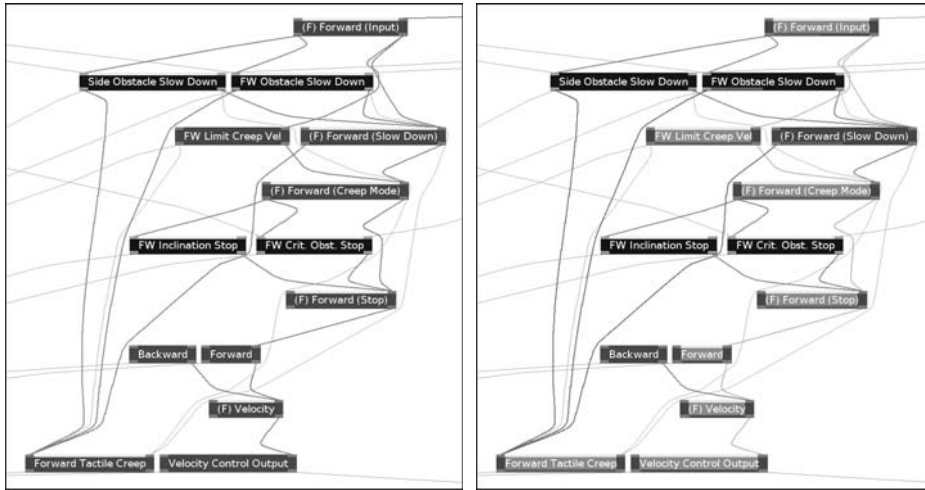 (F) Forward (Input)
Side Obstacle Slow Down
FW Obstacle Slow Down
FW Limit Creep Vel
(F) Forward (Slow Down)
(F) Forward (Creep Mode)
FW Inclination Stop
FW Crit. Obst. Stop
(F) Forward (Stop)
Backward
Forward
(F) Velocity
Forward Tactile Creep
Velocity Control Output
(F) Forward (Input)
Side Obstacle Slow Down
FW Obstacle Slow Down
FW Limit Creep Vel
(F) Forward (Slow Down)
(F) Forward (Creep Mode)
FW Inclination Stop
FW Crit. Obst. Stop
(F) Forward (Stop)
Backward
Forward
(F) Velocity
Forward Tactile Creep
Velocity Control Output